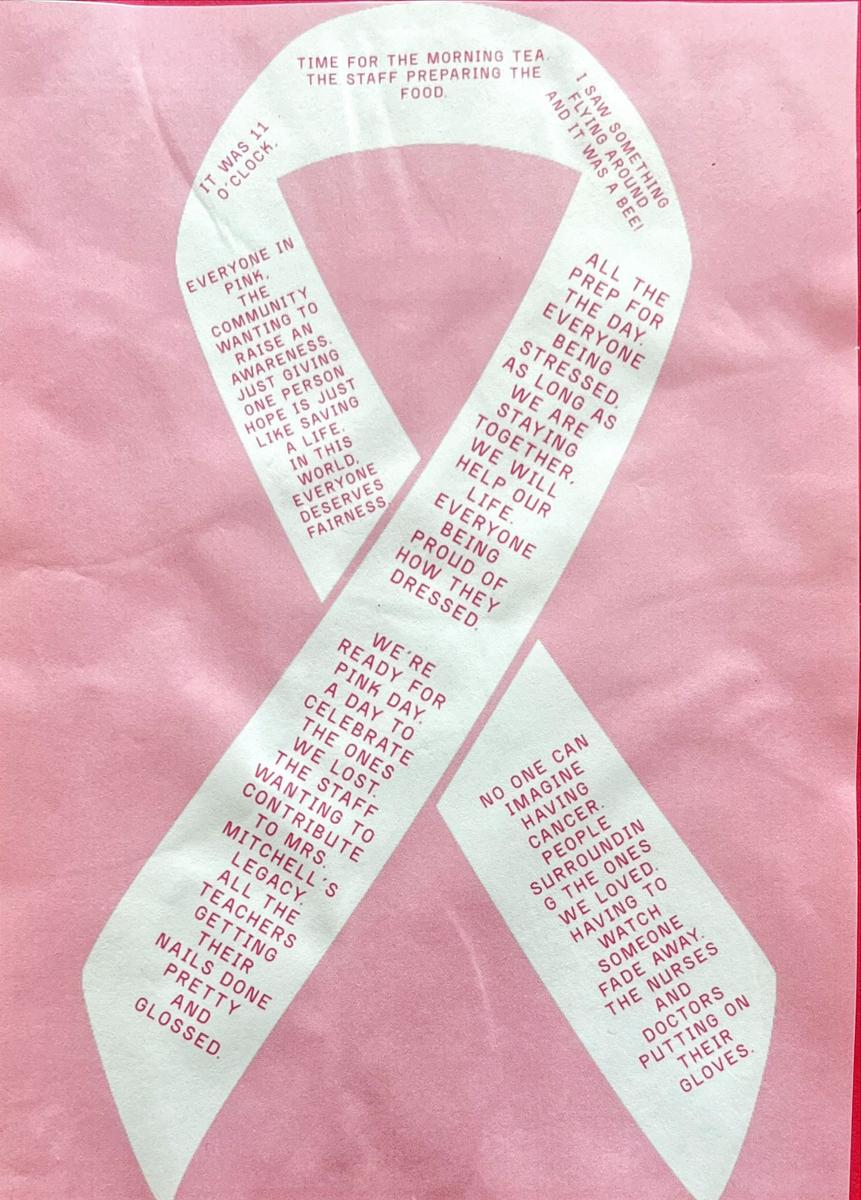 IT WAS 11
O'CLOCK.
TIME FOR THE MORNING TEA.
THE STAFF PREPARING THE
FOOD.
I SAW SOMETHING
FLYING AROUND
AND IT WAS A BEE!
EVERYONE IN
PINK,
THE
COMMUNITY
WANTING TO
RAISE AN
AWARENESS.
JUST GIVING
ONE PERSON
HOPE IS JUST
LIKE SAVING
A LIFE.
IN THIS
WORLD,
EVERYONE
DESERVES
FAIRNESS.
ALL THE
PREP FOR
THE DAY.
EVERYONE
BEING
STRESSED.
AS LONG AS
WE ARE
STAYING
TOGETHER,
WE WILL
HELP OUR
LIFE.
EVERYONE
BEING
PROUD OF
HOW THEY
DRESSED.
WE'RE
READY FOR
PINK DAY.
A DAY TO
CELEBRATE
THE ONES
WE LOST.
THE STAFF
WANTING TO
CONTRIBUTE
TO MRS.
MITCHELL'S
LEGACY.
ALL THE
TEACHERS
GETTING
THEIR
NAILS DONE
PRETTY
AND
GLOSSED.
NO ONE CAN
IMAGINE
HAVING
CANCER.
PEOPLE
SURROUNDIN
G THE ONES
WE LOVED.
HAVING TO
WATCH
SOMEONE
FADE AWAY.
THE NURSES
AND
DOCTORS
PUTTING ON
THEIR
GLOVES.